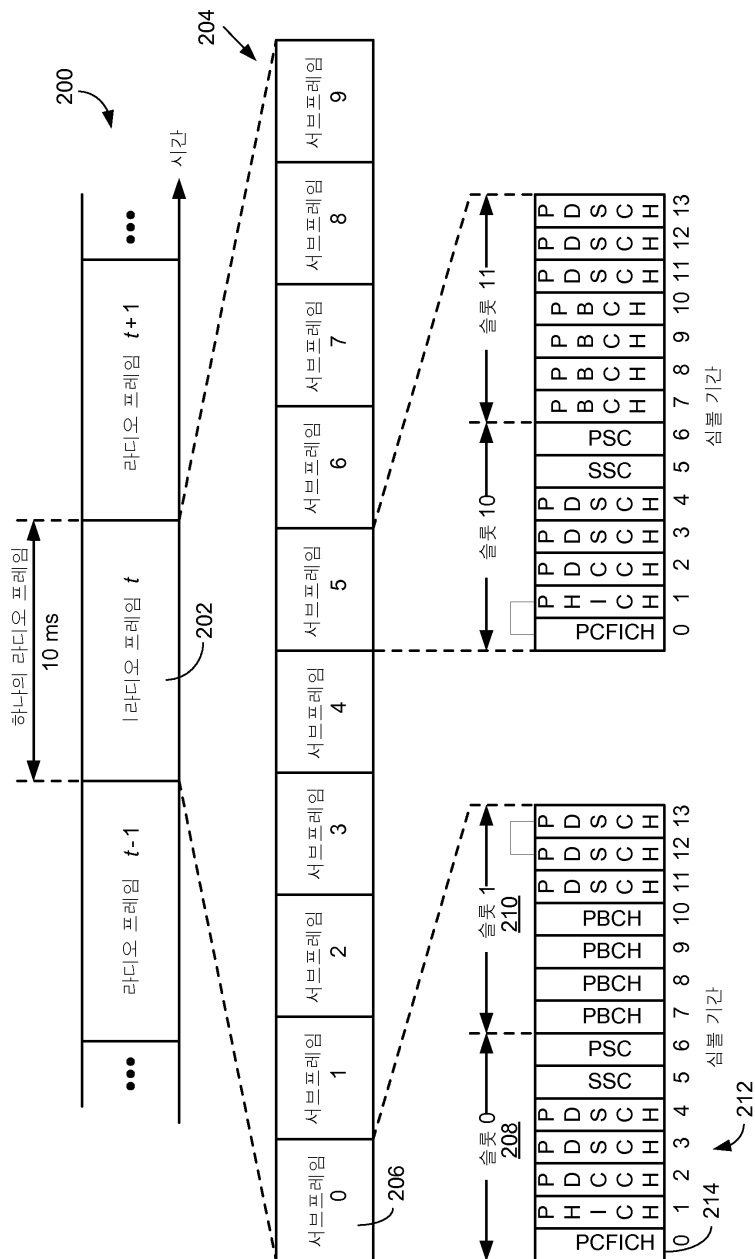 200
하나의 라디오 프레임
10 ms
••• 라디오 프레임 t-1 l 라디오 프레임 t 라디오 프레임 t+1 •••
시간
202
204
서브프레임 0 서브프레임 1 서브프레임 2 서브프레임 3 서브프레임 4 서브프레임 5 서브프레임 6 서브프레임 7 서브프레임 8 서브프레임 9
206
슬롯 0 슬롯 1
208 210
PCFICH PHICH PDCCH PDSCH PDSCH SSC PSC PBCH PBCH PBCH PBCH PDSCH PDSCH PDSCH
0 1 2 3 4 5 6 7 8 9 10 11 12 13
심볼 기간
214
212
슬롯 10 슬롯 11
PCFICH PHICH PDCCH PDSCH PDSCH SSC PSC PBCH PBCH PBCH PBCH PDSCH PDSCH PDSCH
0 1 2 3 4 5 6 7 8 9 10 11 12 13
심볼 기간